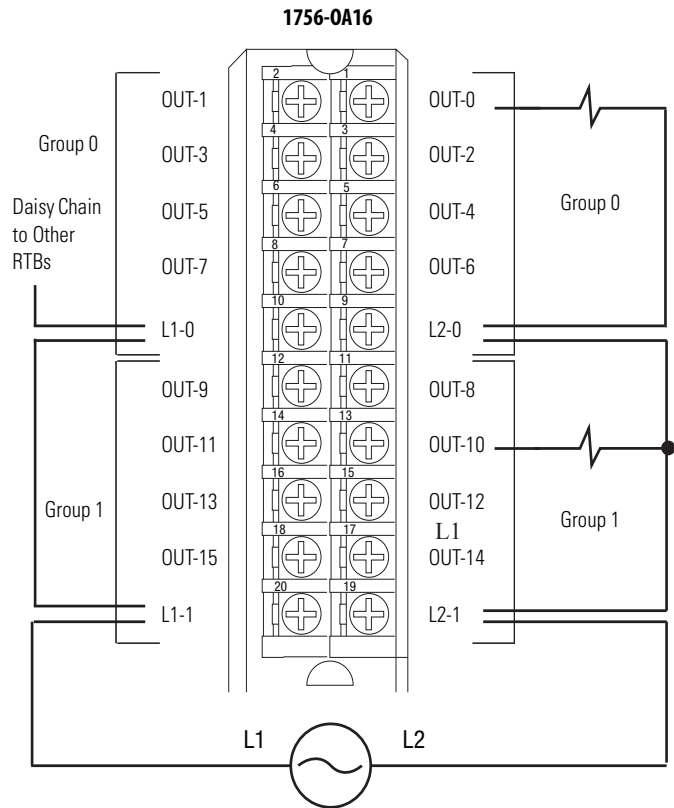 1756-OA16
2 1
OUT-1 OUT-0
4 3
Group 0 OUT-3 OUT-2
6 5
Daisy Chain
to Other
RTBs
OUT-5 OUT-4 Group 0
8 7
OUT-7 OUT-6
10 9
L1-0 L2-0
12 11
OUT-9 OUT-8
14 13
OUT-11 OUT-10
16 15
Group 1 OUT-13 OUT-12 Group 1
L1
18 17
OUT-15 OUT-14
20 19
L1-1 L2-1
L1 L2